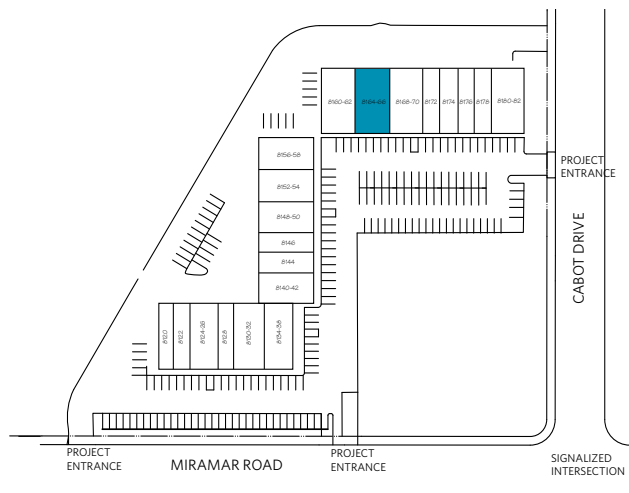 8160-62 8164-66 8168-70 8172 8174 8176 8178 8180-82
8156-58
8152-54
8148-50
8146
8144
8140-42
8120 8122 8124-26 8128 8130-32 8134-38
PROJECT
ENTRANCE
CABOT DRIVE
PROJECT
ENTRANCE
MIRAMAR ROAD
PROJECT
ENTRANCE
SIGNALIZED
INTERSECTION